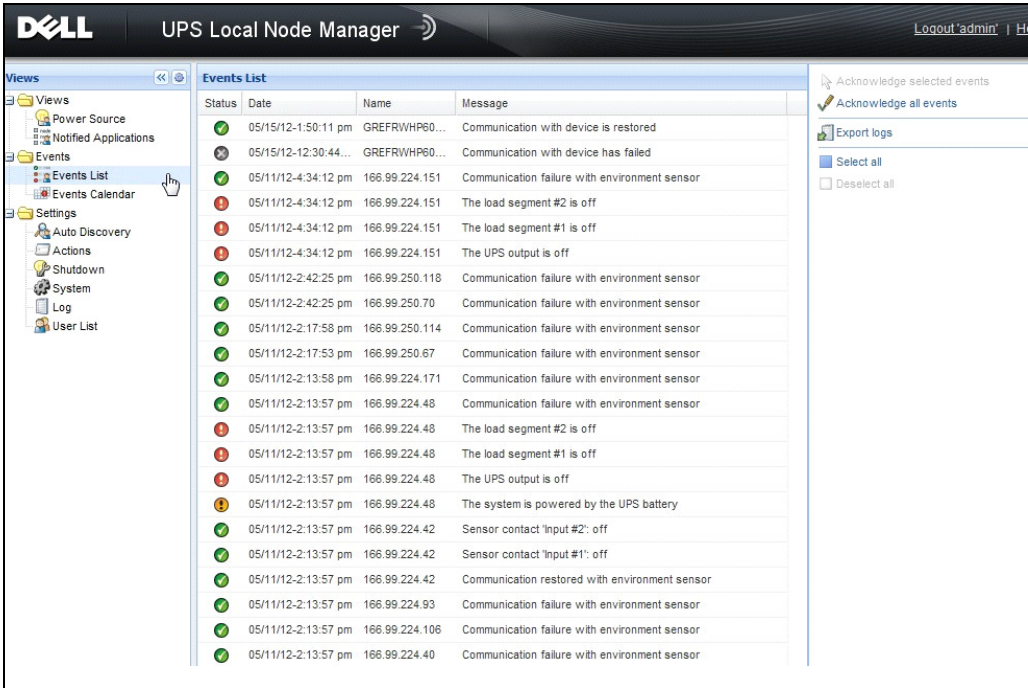 DELL
UPS Local Node Manager
Logout 'admin' |
Views
Views
Power Source
Notified Applications
Events
Events List
Events Calendar
Settings
Auto Discovery
Actions
Shutdown
System
Log
User List
Events List
Status Date Name Message
05/15/12-1:50:11 pm GREFRWHP60... Communication with device is restored
05/15/12-12:30:44... GREFRWHP60... Communication with device has failed
05/11/12-4:34:12 pm 166.99.224.151 Communication failure with environment sensor
05/11/12-4:34:12 pm 166.99.224.151 The load segment #2 is off
05/11/12-4:34:12 pm 166.99.224.151 The load segment #1 is off
05/11/12-4:34:12 pm 166.99.224.151 The UPS output is off
05/11/12-2:42:25 pm 166.99.250.118 Communication failure with environment sensor
05/11/12-2:42:25 pm 166.99.250.70 Communication failure with environment sensor
05/11/12-2:17:58 pm 166.99.250.114 Communication failure with environment sensor
05/11/12-2:17:53 pm 166.99.250.67 Communication failure with environment sensor
05/11/12-2:13:58 pm 166.99.224.171 Communication failure with environment sensor
05/11/12-2:13:57 pm 166.99.224.48 Communication failure with environment sensor
05/11/12-2:13:57 pm 166.99.224.48 The load segment #2 is off
05/11/12-2:13:57 pm 166.99.224.48 The load segment #1 is off
05/11/12-2:13:57 pm 166.99.224.48 The UPS output is off
05/11/12-2:13:57 pm 166.99.224.48 The system is powered by the UPS battery
05/11/12-2:13:57 pm 166.99.224.42 Sensor contact 'Input #2': off
05/11/12-2:13:57 pm 166.99.224.42 Sensor contact 'Input #1': off
05/11/12-2:13:57 pm 166.99.224.42 Communication restored with environment sensor
05/11/12-2:13:57 pm 166.99.224.93 Communication failure with environment sensor
05/11/12-2:13:57 pm 166.99.224.106 Communication failure with environment sensor
05/11/12-2:13:57 pm 166.99.224.40 Communication failure with environment sensor
Acknowledge selected events
Acknowledge all events
Export logs
Select all
Deselect all